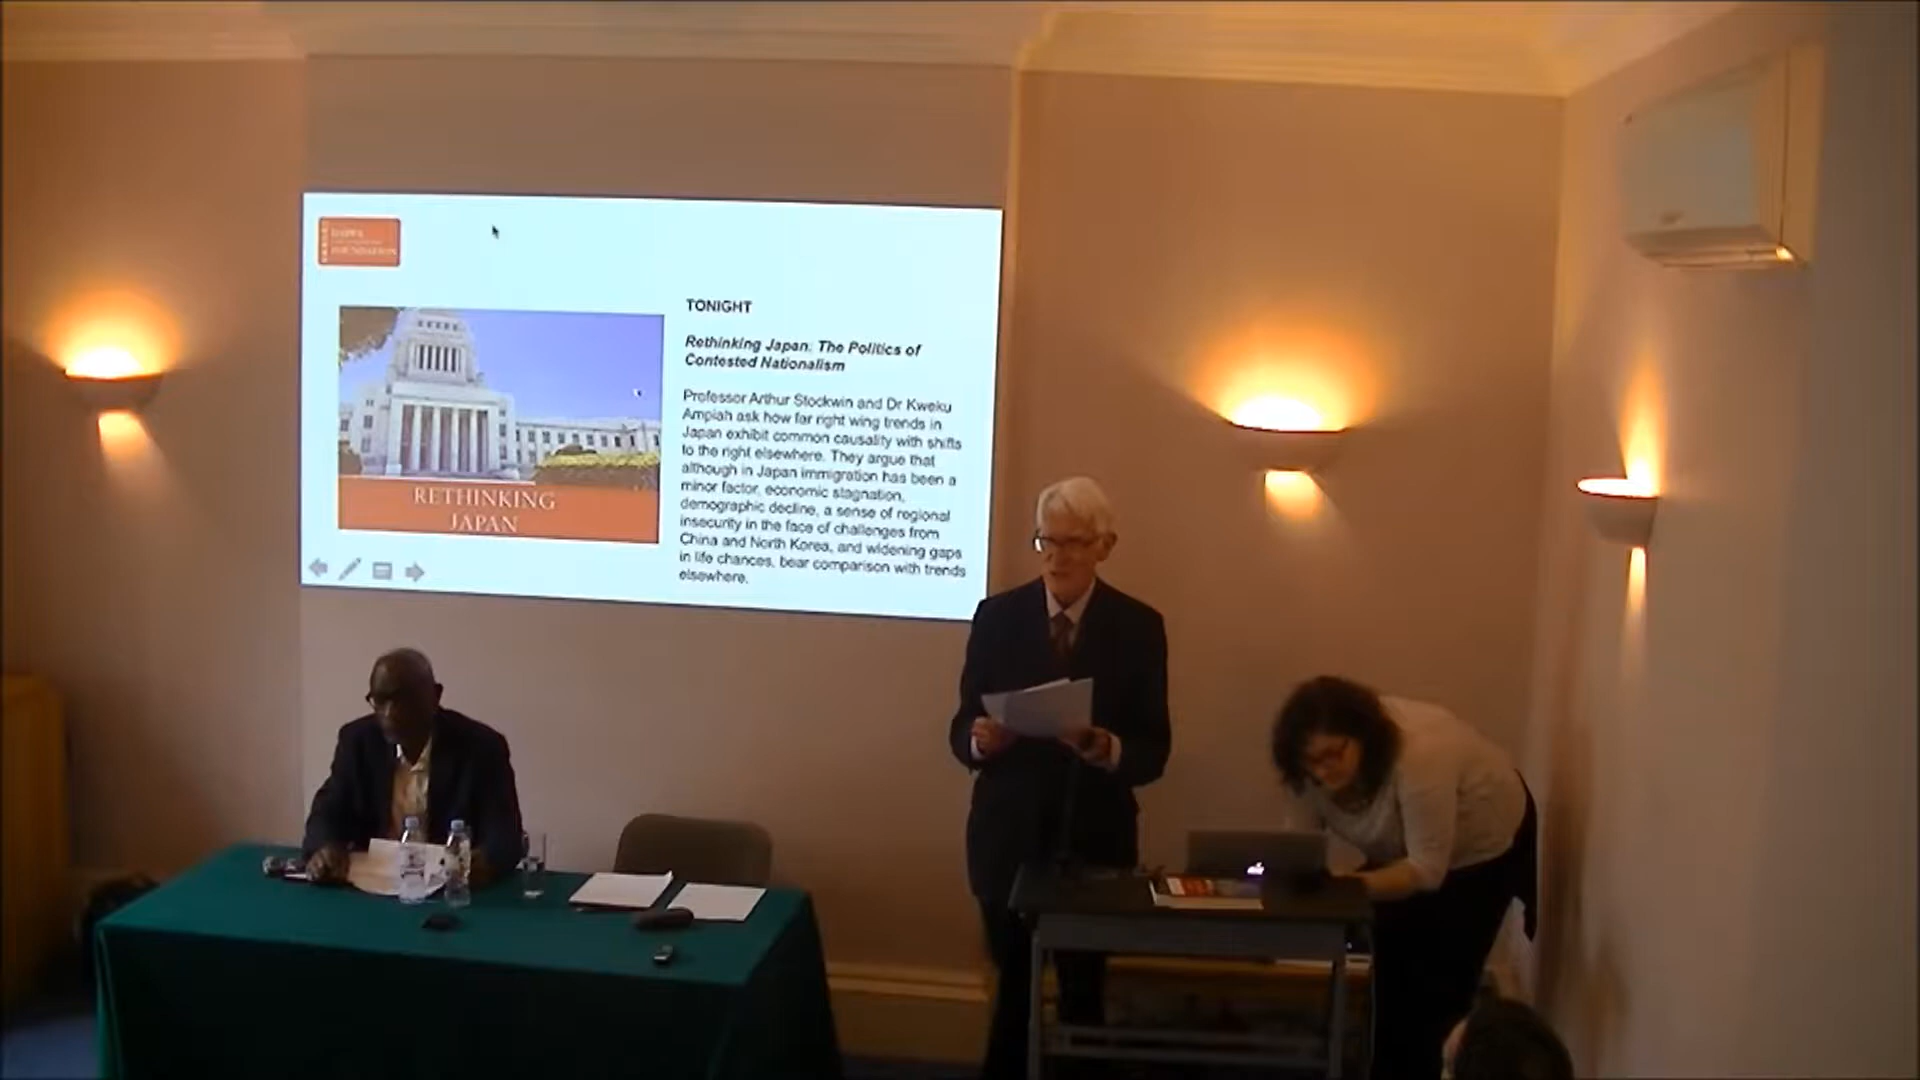 DAIWA
FOUNDATION
TONIGHT
Rethinking Japan: The Politics of
Contested Nationalism
Professor Arthur Stockwin and Dr Kweku
Ampiah ask how far right wing trends in
Japan exhibit common causality with shifts
to the right elsewhere. They argue that
although in Japan immigration has been a
minor factor, economic stagnation,
demographic decline, a sense of regional
insecurity in the face of challenges from
China and North Korea, and widening gaps
in life chances, bear comparison with trends
elsewhere.
RETHINKING
JAPAN